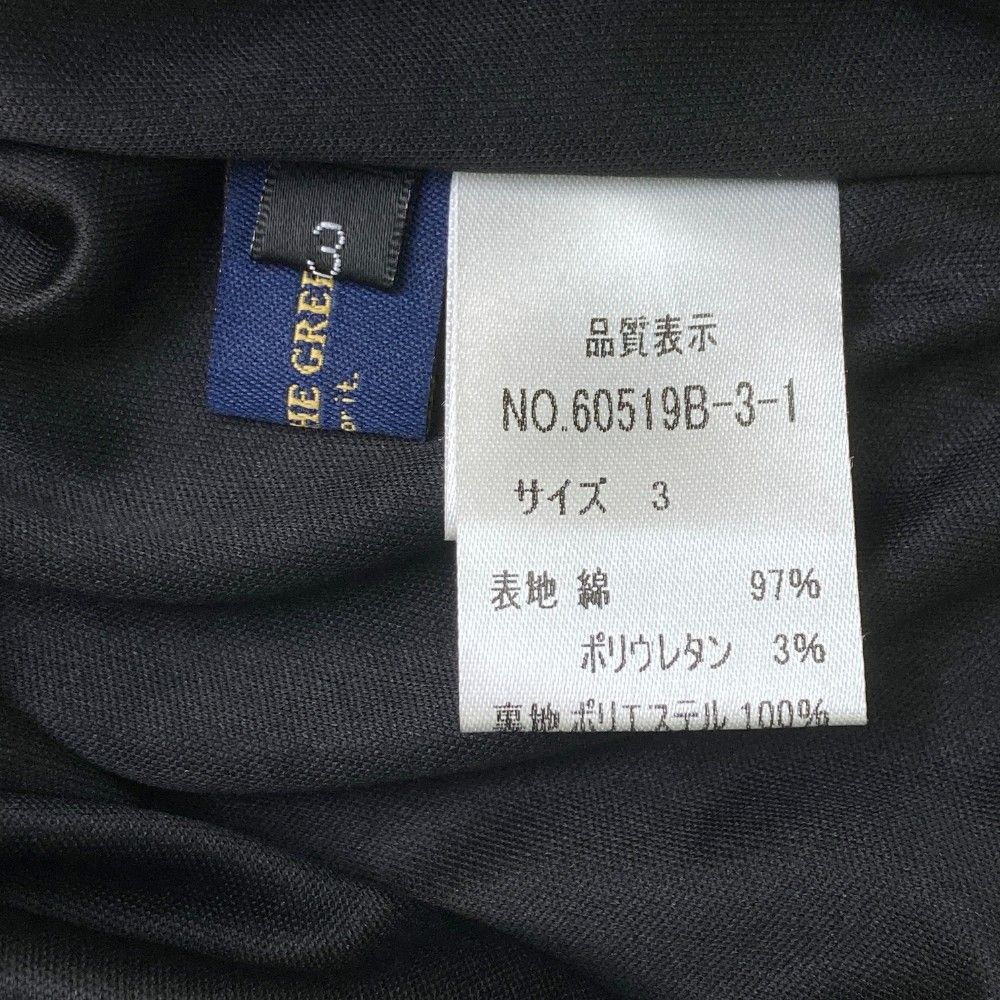 3
HE GREE
or it.
品質表示
NO.60519B-3-1
サイズ 3
表地 綿 97%
ポリウレタン 3%
裏地 ポリエステル 100%